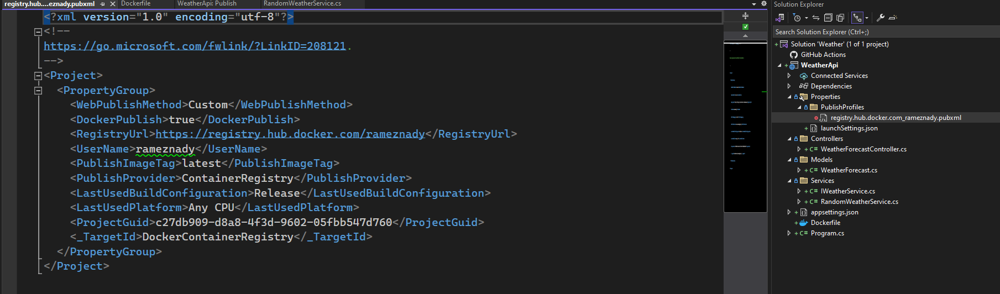 registry.hub....eznady.pubxml
Dockerfile
WeatherApi: Publish
RandomWeatherService.cs
<?xml version="1.0" encoding="utf-8"?>
<!--
https://go.microsoft.com/fwlink/?LinkID=208121.
-->
<Project>
<PropertyGroup>
<WebPublishMethod>Custom</WebPublishMethod>
<DockerPublish>true</DockerPublish>
<RegistryUrl>https://registry.hub.docker.com/rameznady</RegistryUrl>
<UserName>rameznady</UserName>
<PublishImageTag>latest</PublishImageTag>
<PublishProvider>ContainerRegistry</PublishProvider>
<LastUsedBuildConfiguration>Release</LastUsedBuildConfiguration>
<LastUsedPlatform>Any CPU</LastUsedPlatform>
<ProjectGuid>c27db909-d8a8-4f3d-9602-05fbb547d760</ProjectGuid>
<_TargetId>DockerContainerRegistry</_TargetId>
</PropertyGroup>
</Project>
Solution Explorer
Search Solution Explorer (Ctrl+;)
Solution 'Weather' (1 of 1 project)
GitHub Actions
WeatherApi
Connected Services
Dependencies
Properties
PublishProfiles
registry.hub.docker.com_rameznady.pubxml
launchSettings.json
Controllers
C# WeatherForecastController.cs
Models
C# WeatherForecast.cs
Services
C# IWeatherService.cs
C# RandomWeatherService.cs
appsettings.json
Dockerfile
C# Program.cs